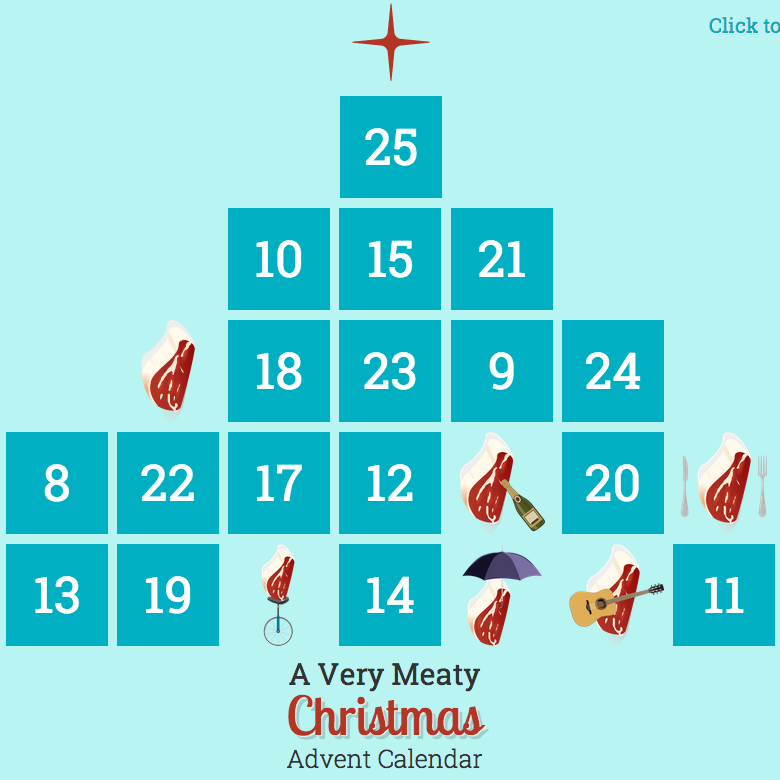 Click to
25
10 15 21
18 23 9 24
8 22 17 12 20
13 19 14 11
A Very Meaty
Christmas
Advent Calendar